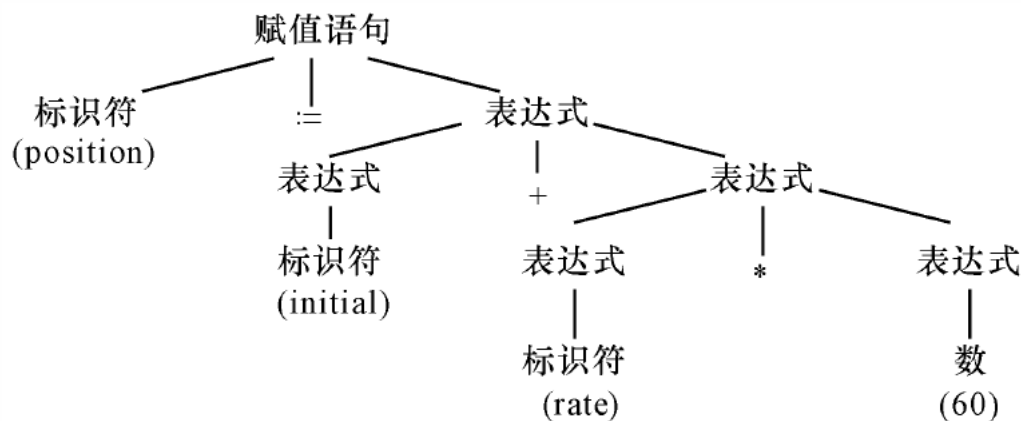 赋值语句
标识符
(position)
:=
表达式
表达式
+
表达式
标识符
(initial)
表达式
*
表达式
标识符
(rate)
数
(60)